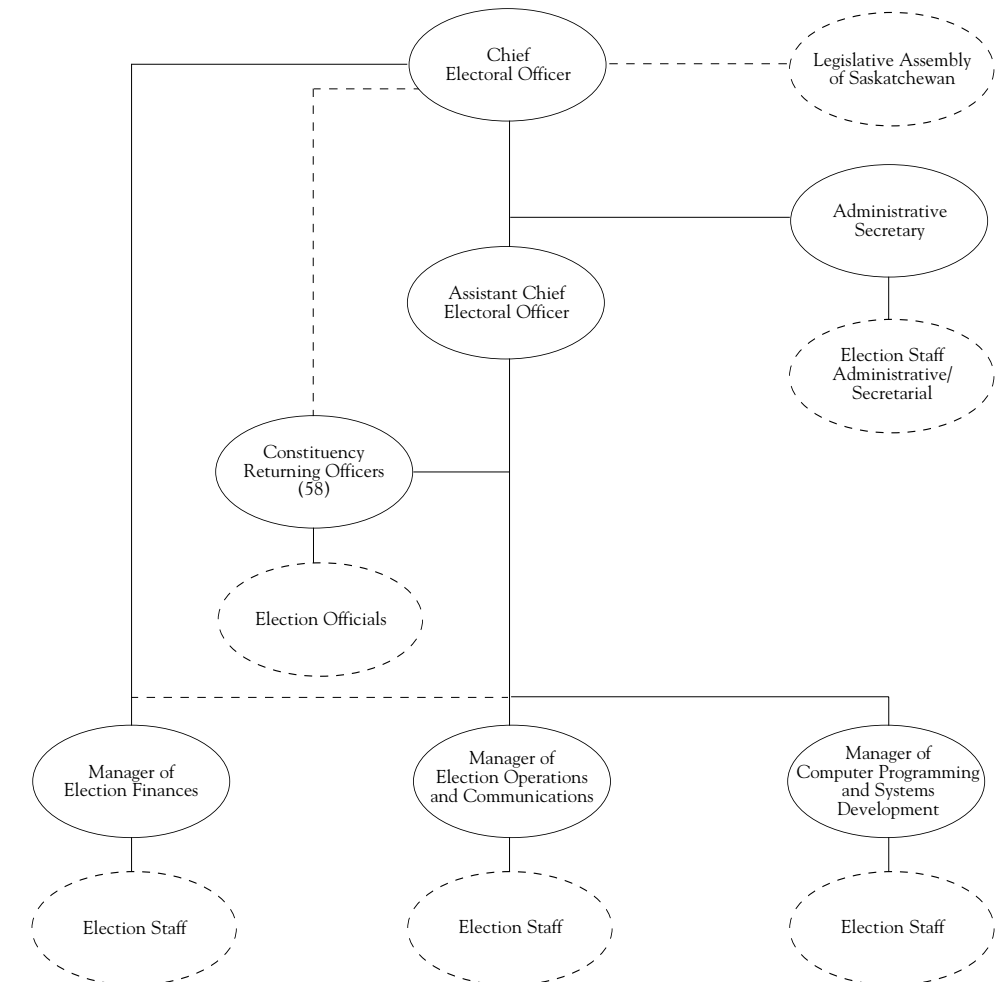 Chief
Electoral Officer
Legislative Assembly
of Saskatchewan
Administrative
Secretary
Assistant Chief
Electoral Officer
Election Staff
Administrative/
Secretarial
Constituency
Returning Officers
(58)
Election Officials
Manager of
Election Finances
Manager of
Election Operations
and Communications
Manager of
Computer Programming
and Systems
Development
Election Staff
Election Staff
Election Staff